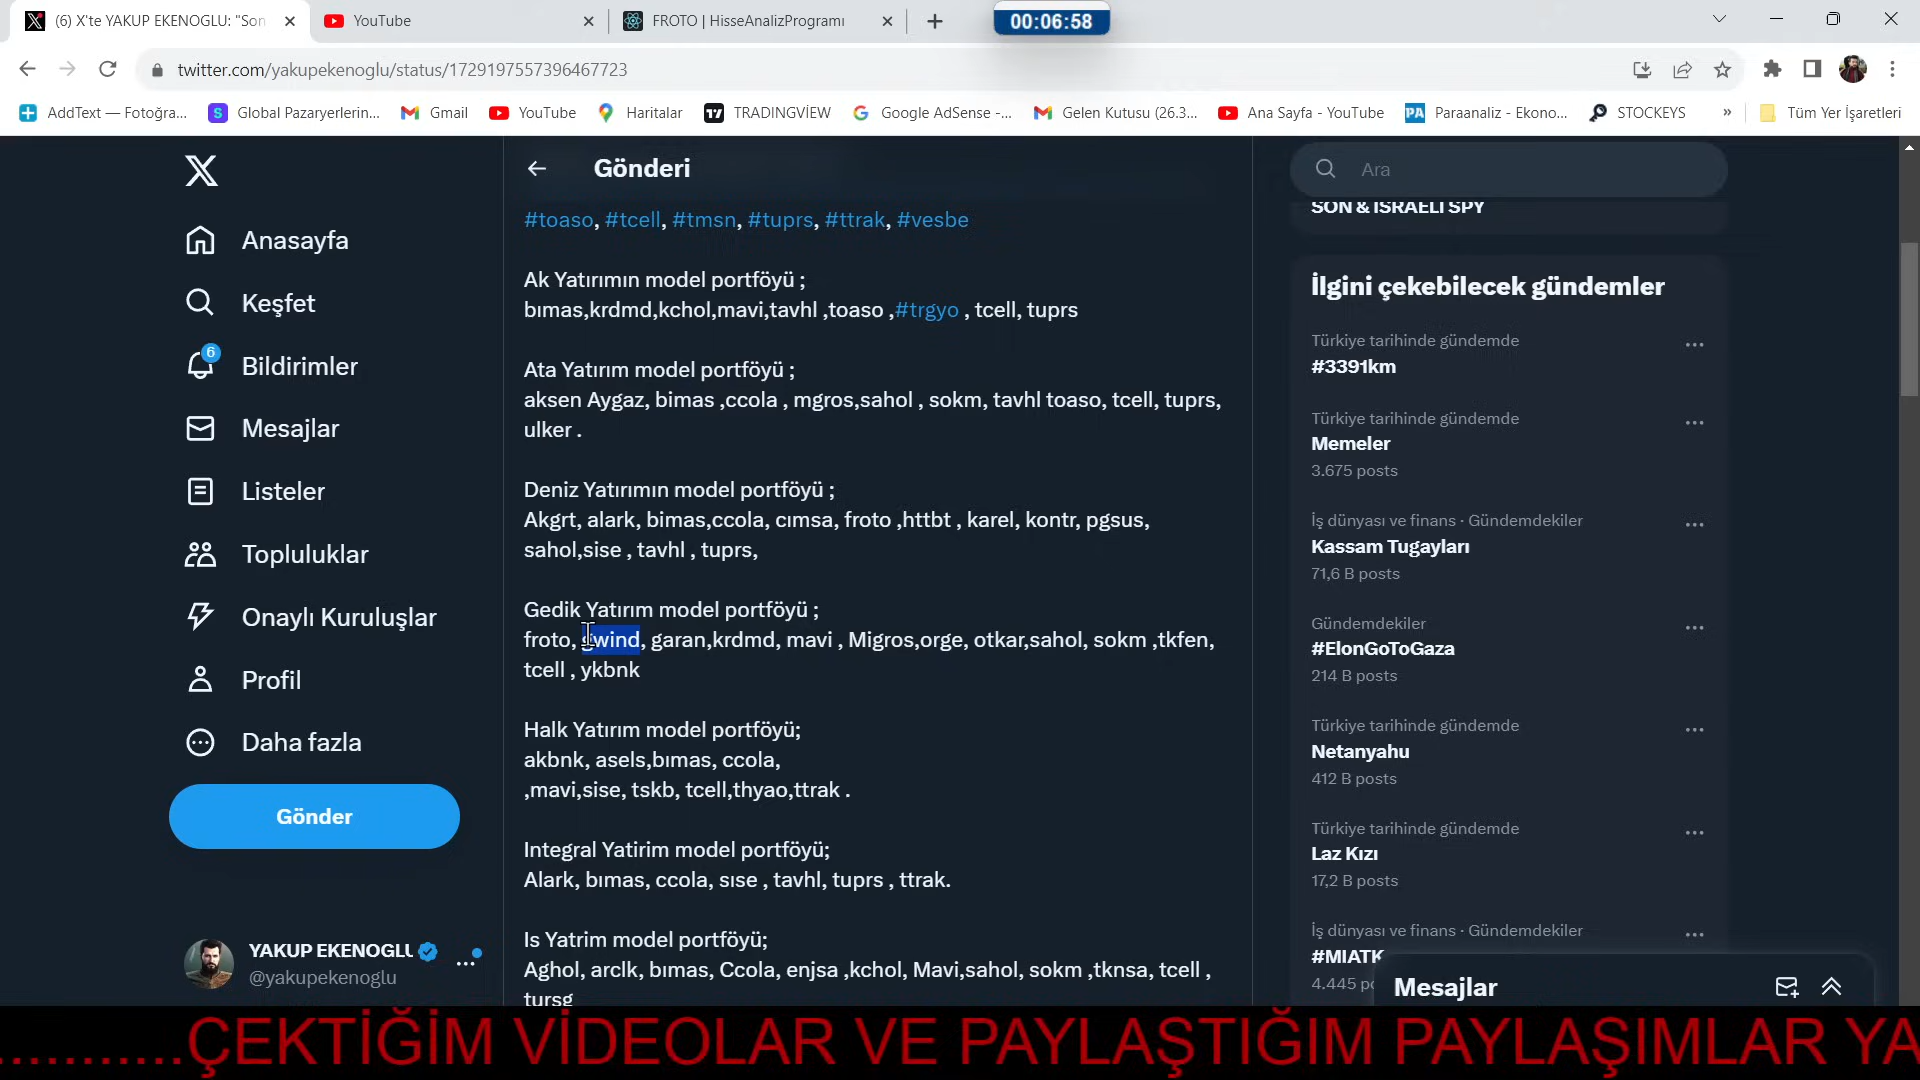 (6) X'te YAKUP EKENOGLU: "Son
YouTube
FROTO | HisseAnalizProgramı
00:06:58
twitter.com/yakupekenoglu/status/1729197557396467723
AddText — Fotoğra...
Global Pazaryerlerin...
Gmail
YouTube
Haritalar
TRADINGVİEW
Google AdSense -...
Gelen Kutusu (26.3...
Ana Sayfa - YouTube
Paraanaliz - Ekono...
STOCKEYS
»
Tüm Yer İşaretleri
Anasayfa
Keşfet
6
Bildirimler
Mesajlar
Listeler
Topluluklar
Onaylı Kuruluşlar
Profil
Daha fazla
Gönder
YAKUP EKENOGLU
@yakupekenoglu
Gönderi
#toaso, #tcell, #tmsn, #tuprs, #ttrak, #vesbe
Ak Yatırımın model portföyü ;
bımas,krdmd,kchol,mavi,tavhl ,toaso ,#trgyo , tcell, tuprs
Ata Yatırım model portföyü ;
aksen Aygaz, bimas ,ccola , mgros,sahol , sokm, tavhl toaso, tcell, tuprs,
ulker .
Deniz Yatırımın model portföyü ;
Akgrt, alark, bimas,ccola, cımsa, froto ,httbt , karel, kontr, pgsus,
sahol,sise , tavhl , tuprs,
Gedik Yatırım model portföyü ;
froto, gwind, garan,krdmd, mavi , Migros,orge, otkar,sahol, sokm ,tkfen,
tcell , ykbnk
Halk Yatırım model portföyü;
akbnk, asels,bımas, ccola,
,mavi,sise, tskb, tcell,thyao,ttrak .
Integral Yatirim model portföyü;
Alark, bımas, ccola, sıse , tavhl, tuprs , ttrak.
Is Yatrim model portföyü;
Aghol, arclk, bımas, Ccola, enjsa ,kchol, Mavi,sahol, sokm ,tknsa, tcell ,
tursg
Ara
SON & ISRAELI SPY
İlgini çekebilecek gündemler
Türkiye tarihinde gündemde
#3391km
Türkiye tarihinde gündemde
Memeler
3.675 posts
İş dünyası ve finans · Gündemdekiler
Kassam Tugayları
71,6 B posts
Gündemdekiler
#ElonGoToGaza
214 B posts
Türkiye tarihinde gündemde
Netanyahu
412 B posts
Türkiye tarihinde gündemde
Laz Kızı
17,2 B posts
İş dünyası ve finans · Gündemdekiler
#MIATK
4.445 po
Mesajlar
...........ÇEKTİĞİM VİDEOLAR VE PAYLAŞTIĞIM PAYLAŞIMLAR YA